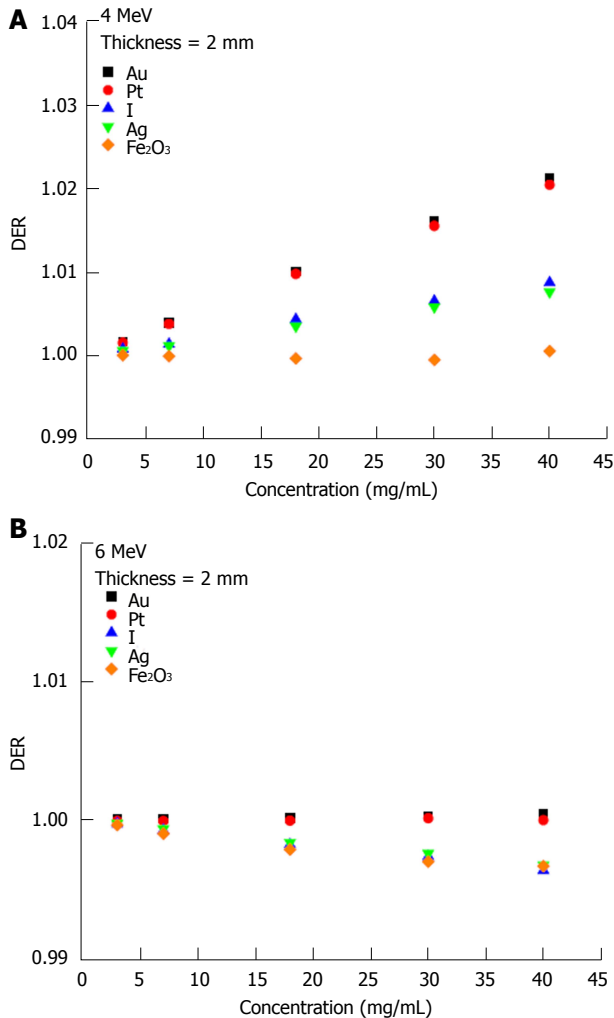 A
4 MeV
Thickness = 2 mm
Au
Pt
I
Ag
Fe₂O₃
1.04
1.03
1.02
1.01
1.00
0.99
DER
0 5 10 15 20 25 30 35 40 45
Concentration (mg/mL)
B
6 MeV
Thickness = 2 mm
Au
Pt
I
Ag
Fe₂O₃
1.02
1.01
1.00
0.99
DER
0 5 10 15 20 25 30 35 40 45
Concentration (mg/mL)